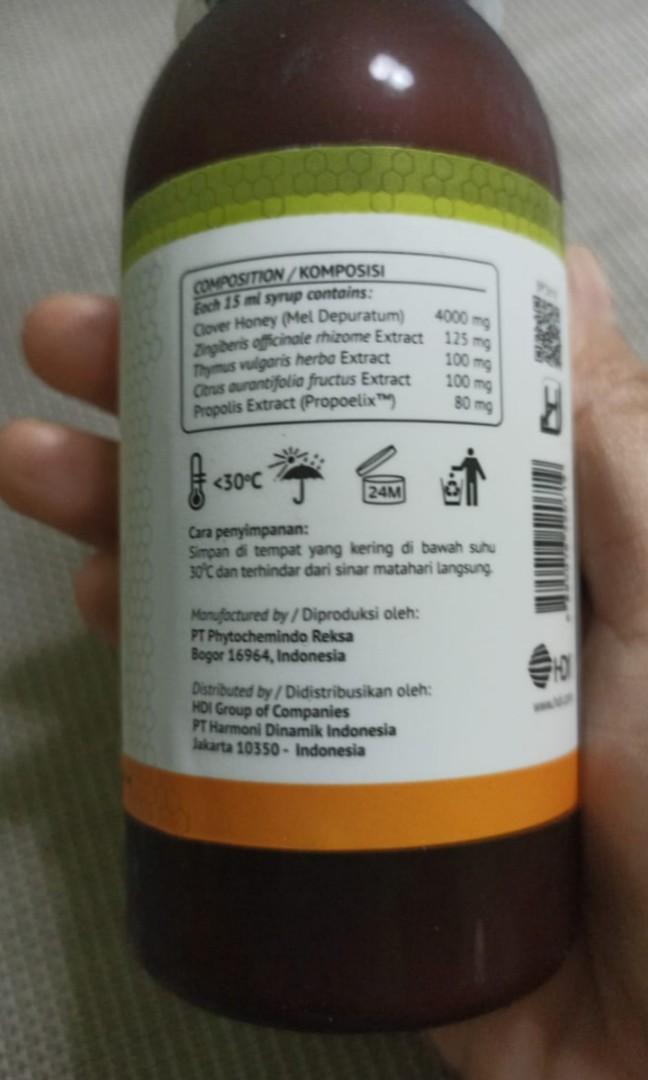 COMPOSITION / KOMPOSISI
Each 15 ml syrup contains:
Clover Honey (Mel Depuratum) 4000 mg
Zingiberis officinale rhizome Extract 125 mg
Thymus vulgaris herba Extract 100 mg
Citrus aurantifolia fructus Extract 100 mg
Propolis Extract (Propoelix™) 80 mg
<30°C
24M
Cara penyimpanan:
Simpan di tempat yang kering di bawah suhu
30°C dan terhindar dari sinar matahari langsung.
Manufactured by / Diproduksi oleh:
PT Phytochemindo Reksa
Bogor 16964, Indonesia
Distributed by / Didistribusikan oleh:
HDI Group of Companies
PT Harmoni Dinamik Indonesia
Jakarta 10350 - Indonesia
HDI